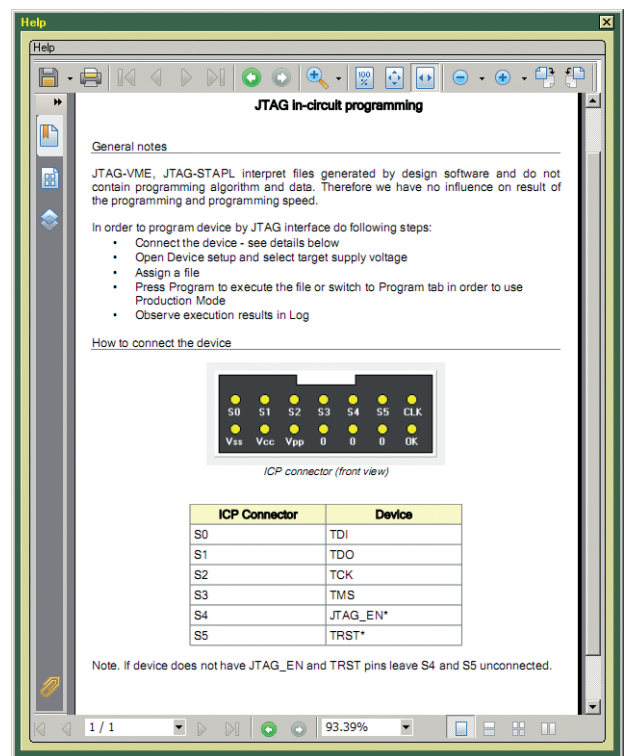 Help
Help
100
%
JTAG in-circuit programming
General notes
JTAG-VME, JTAG-STAPL interpret files generated by design software and do not
contain programming algorithm and data. Therefore we have no influence on result of
the programming and programming speed.
In order to program device by JTAG interface do following steps:
• Connect the device - see details below
• Open Device setup and select target supply voltage
• Assign a file
• Press Program to execute the file or switch to Program tab in order to use
Production Mode
• Observe execution results in Log
How to connect the device
S0 S1 S2 S3 S4 S5 CLK
Vss Vcc Vpp 0 0 0 OK
ICP connector (front view)
ICP Connector Device
S0 TDI
S1 TDO
S2 TCK
S3 TMS
S4 JTAG_EN*
S5 TRST*
Note. If device does not have JTAG_EN and TRST pins leave S4 and S5 unconnected.
1 / 1 93.39%